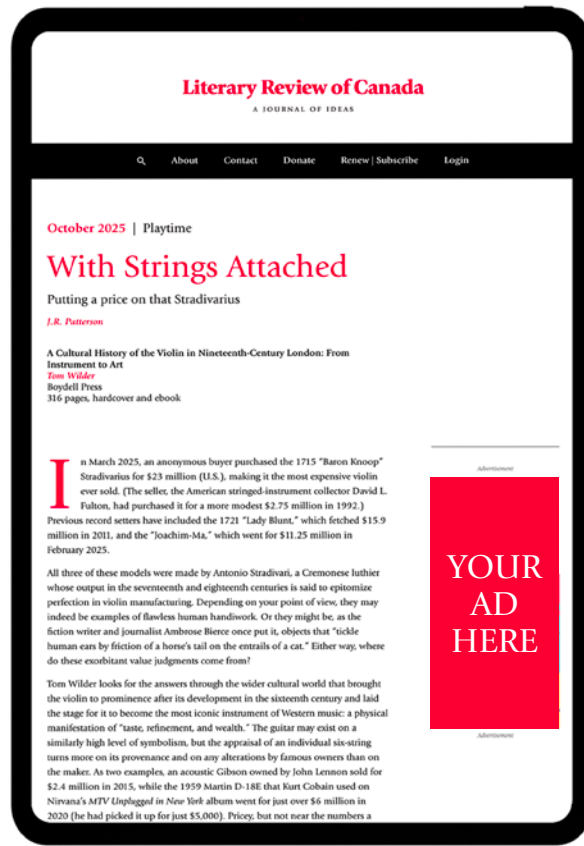 Literary Review of Canada
A JOURNAL OF IDEAS
About Contact Donate Renew | Subscribe Login
October 2025 | Playtime
With Strings Attached
Putting a price on that Stradivarius
J.R. Patterson
A Cultural History of the Violin in Nineteenth-Century London: From
Instrument to Art
Tom Wilder
Boydell Press
316 pages, hardcover and ebook
In March 2025, an anonymous buyer purchased the 1715 "Baron Knoop"
Stradivarius for $23 million (U.S.), making it the most expensive violin
ever sold. (The seller, the American stringed-instrument collector David L.
Fulton, had purchased it for a more modest $2.75 million in 1992.)
Previous record setters have included the 1721 "Lady Blunt," which fetched $15.9
million in 2011, and the "Joachim-Ma," which went for $11.25 million in
February 2025.
All three of these models were made by Antonio Stradivari, a Cremonese luthier
whose output in the seventeenth and eighteenth centuries is said to epitomize
perfection in violin manufacturing. Depending on your point of view, they may
indeed be examples of flawless human handiwork. Or they might be, as the
fiction writer and journalist Ambrose Bierce once put it, objects that "tickle
human ears by friction of a horse's tail on the entrails of a cat." Either way, where
do these exorbitant value judgments come from?
Tom Wilder looks for the answers through the wider cultural world that brought
the violin to prominence after its development in the sixteenth century and laid
the stage for it to become the most iconic instrument of Western music: a physical
manifestation of "taste, refinement, and wealth." The guitar may exist on a
similarly high level of symbolism, but the appraisal of an individual six-string
turns more on its provenance and on any alterations by famous owners than on
the maker. As two examples, an acoustic Gibson owned by John Lennon sold for
$2.4 million in 2015, while the 1959 Martin D-18E that Kurt Cobain used on
Nirvana's MTV Unplugged in New York album went for just over $6 million in
2020 (he had picked it up for just $5,000). Pricey, but not near the numbers a
Advertisement
YOUR
AD
HERE
Advertisement